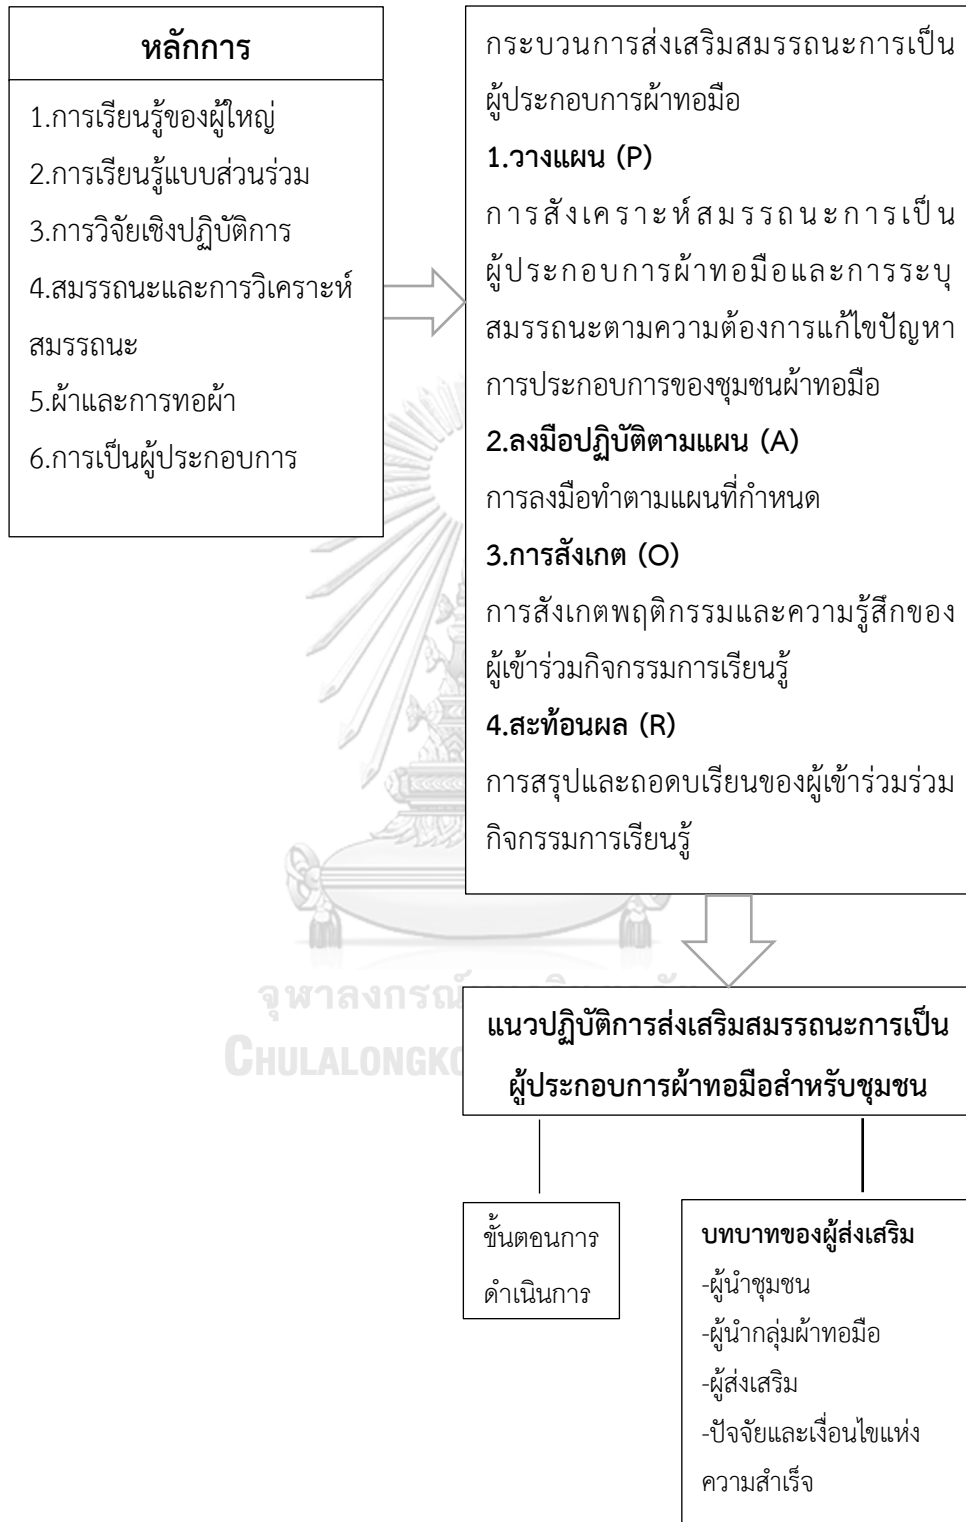 หลักการ
1.การเรียนรู้ของผู้ใหญ่
2.การเรียนรู้แบบส่วนร่วม
3.การวิจัยเชิงปฏิบัติการ
4.สมรรถนะและการวิเคราะห์
สมรรถนะ
5.ผ้าและการทอผ้า
6.การเป็นผู้ประกอบการ
กระบวนการส่งเสริมสมรรถนะการเป็น
ผู้ประกอบการผ้าทอมือ
1.วางแผน (P)
การสังเคราะห์สมรรถนะการเป็น
ผู้ประกอบการผ้าทอมือและการระบุ
สมรรถนะตามความต้องการแก้ไขปัญหา
การประกอบการของชุมชนผ้าทอมือ
2.ลงมือปฏิบัติตามแผน (A)
การลงมือทำตามแผนที่กำหนด
3.การสังเกต (O)
การสังเกตพฤติกรรมและความรู้สึกของ
ผู้เข้าร่วมกิจกรรมการเรียนรู้
4.สะท้อนผล (R)
การสรุปและถอดบเรียนของผู้เข้าร่วมร่วม
กิจกรรมการเรียนรู้
จุฬาลงกรณ์
CHULALONGKO
แนวปฏิบัติการส่งเสริมสมรรถนะการเป็น
ผู้ประกอบการผ้าทอมือสำหรับชุมชน
ขั้นตอนการ
ดำเนินการ
บทบาทของผู้ส่งเสริม
-ผู้นำชุมชน
-ผู้นำกลุ่มผ้าทอมือ
-ผู้ส่งเสริม
-ปัจจัยและเงื่อนไขแห่ง
ความสำเร็จ